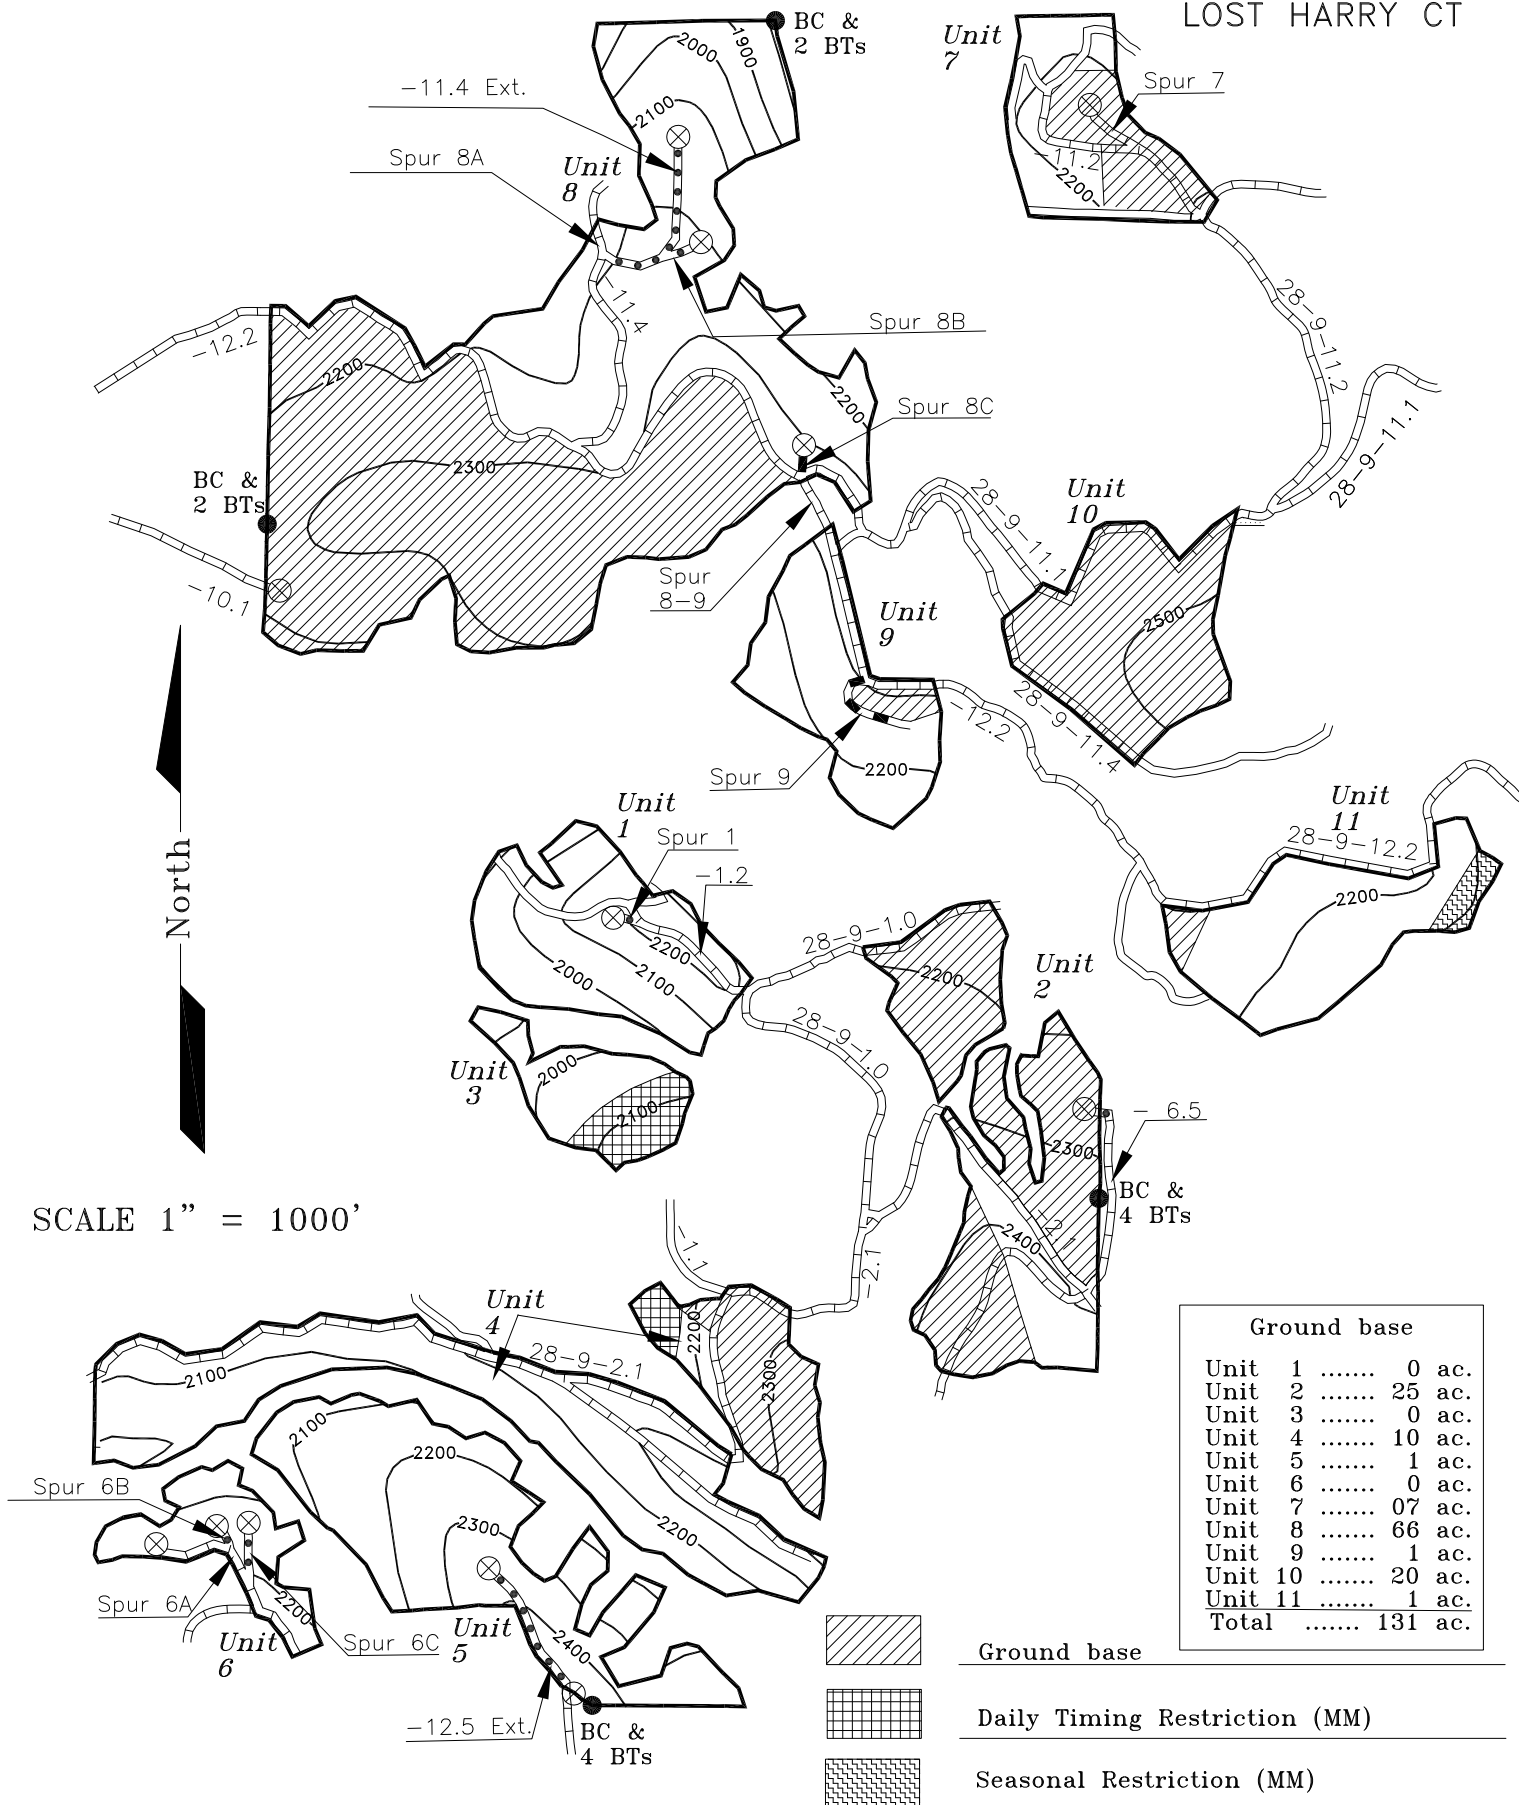 LOST HARRY CT
BC &
2 BTs
Unit
7
2000
1900
-11.4 Ext.
2100
Spur 7
Spur 8A
Unit
8
-11.2
2200
-11.4
28-9-11.2
Spur 8B
-12.2
2200
2200
Spur 8C
28-9-11.1
2300
BC &
2 BTs
28-9-11.1
Unit
10
-10.1
Spur
8-9
Unit
9
2500
28-9-11.4
-12.2
Spur 9
2200
North
Unit
1
Spur 1
-1.2
Unit
11
28-9-12.2
2200
2200
2100
2000
28-9-1.0
2200
Unit
2
28-9-1.0
Unit
3
2000
2100
- 6.5
2300
BC &
4 BTs
SCALE 1" = 1000'
-1.1
-2.1
2400
-2.1
Unit
4
2200
28-9-2.1
2100
2300
2100
2200
Spur 6B
2300
2200
Spur 6A
2200
Unit
6
Spur 6C
Unit
5
2400
-12.5 Ext.
BC &
4 BTs
Ground base
Unit 1 ....... 0 ac.
Unit 2 ....... 25 ac.
Unit 3 ....... 0 ac.
Unit 4 ....... 10 ac.
Unit 5 ....... 1 ac.
Unit 6 ....... 0 ac.
Unit 7 ....... 07 ac.
Unit 8 ....... 66 ac.
Unit 9 ....... 1 ac.
Unit 10 ....... 20 ac.
Unit 11 ....... 1 ac.
Total ....... 131 ac.
Ground base
Daily Timing Restriction (MM)
Seasonal Restriction (MM)